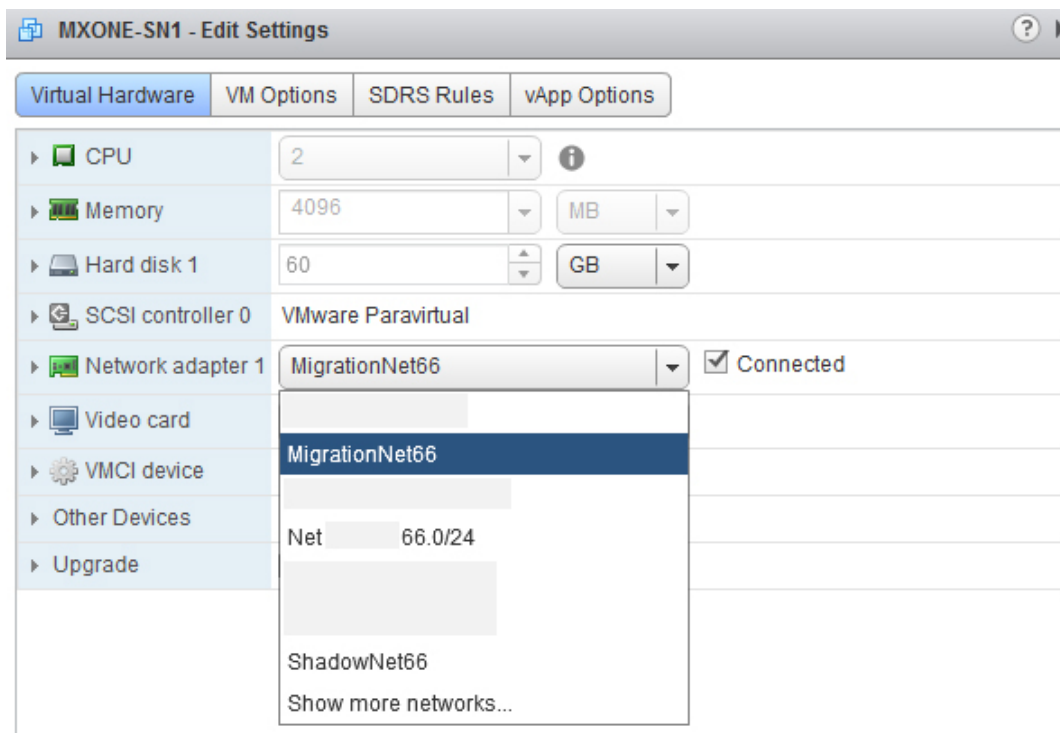 MXONE-SN1 - Edit Settings ?
Virtual Hardware VM Options SDRS Rules vApp Options
CPU 2
Memory 4096 MB
Hard disk 1 60 GB
SCSI controller 0 VMware Paravirtual
Network adapter 1 MigrationNet66 Connected
Video card
MigrationNet66
VMCI device
Other Devices
Net 66.0/24
Upgrade
ShadowNet66
Show more networks...